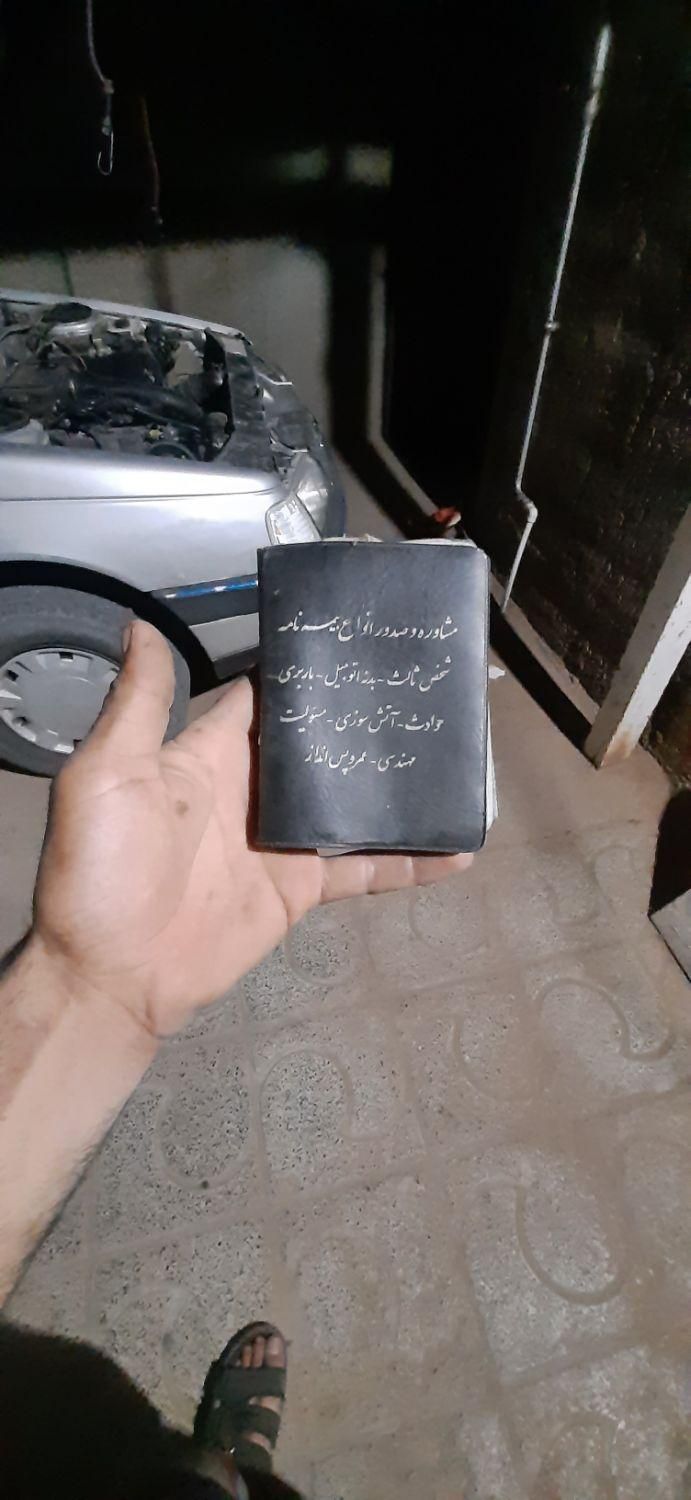 مشاوره و صدور انواع بیمه نامه
شخص ثالث - بدنه اتومبیل - باربری
حوادث - آتش سوزی - مسئولیت
مهندسی - عمر و پس انداز